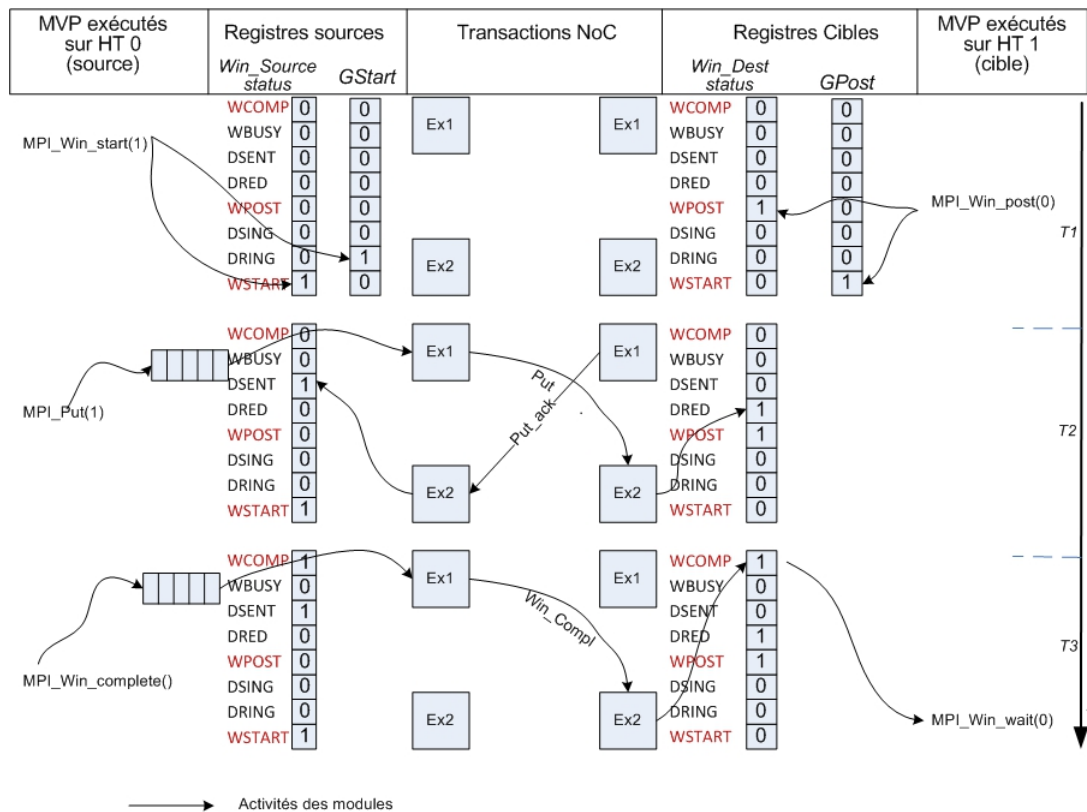 MVP exécutés
sur HT 0
(source)
Registres sources
Win_Source
status
GStart
Transactions NoC
Registres Cibles
Win_Dest
status
GPost
MVP exécutés
sur HT 1
(cible)
WCOMP 0 0 Ex1 Ex1 WCOMP 0 0
WBUSY 0 0 WBUSY 0 0
MPI_Win_start(1)
DSENT 0 0 DSENT 0 0
DRED 0 0 DRED 0 0
WPOST 0 0 WPOST 1 0
MPI_Win_post(0)
DSING 0 0 DSING 0 0
T1
DRING 0 1 Ex2 Ex2 DRING 0 0
WSTART 1 0 WSTART 0 1
WCOMP 0 WCOMP 0
WBUSY 0 Ex1 Ex1 WBUSY 0
DSENT 1 Put DSENT 0
MPI_Put(1)
DRED 0 Put_ack . DRED 1
WPOST 0 WPOST 1
T2
DSING 0 DSING 0
DRING 0 Ex2 Ex2 DRING 0
WSTART 1 WSTART 0
WCOMP 1 WCOMP 1
WBUSY 0 Ex1 Ex1 WBUSY 0
DSENT 1 Win_Compl DSENT 0
DRED 0 DRED 1
T3
WPOST 0 WPOST 1
MPI_Win_complete()
DSING 0 DSING 0
DRING 0 Ex2 Ex2 DRING 0
MPI_Win_wait(0)
WSTART 1 WSTART 0
Activités des modules